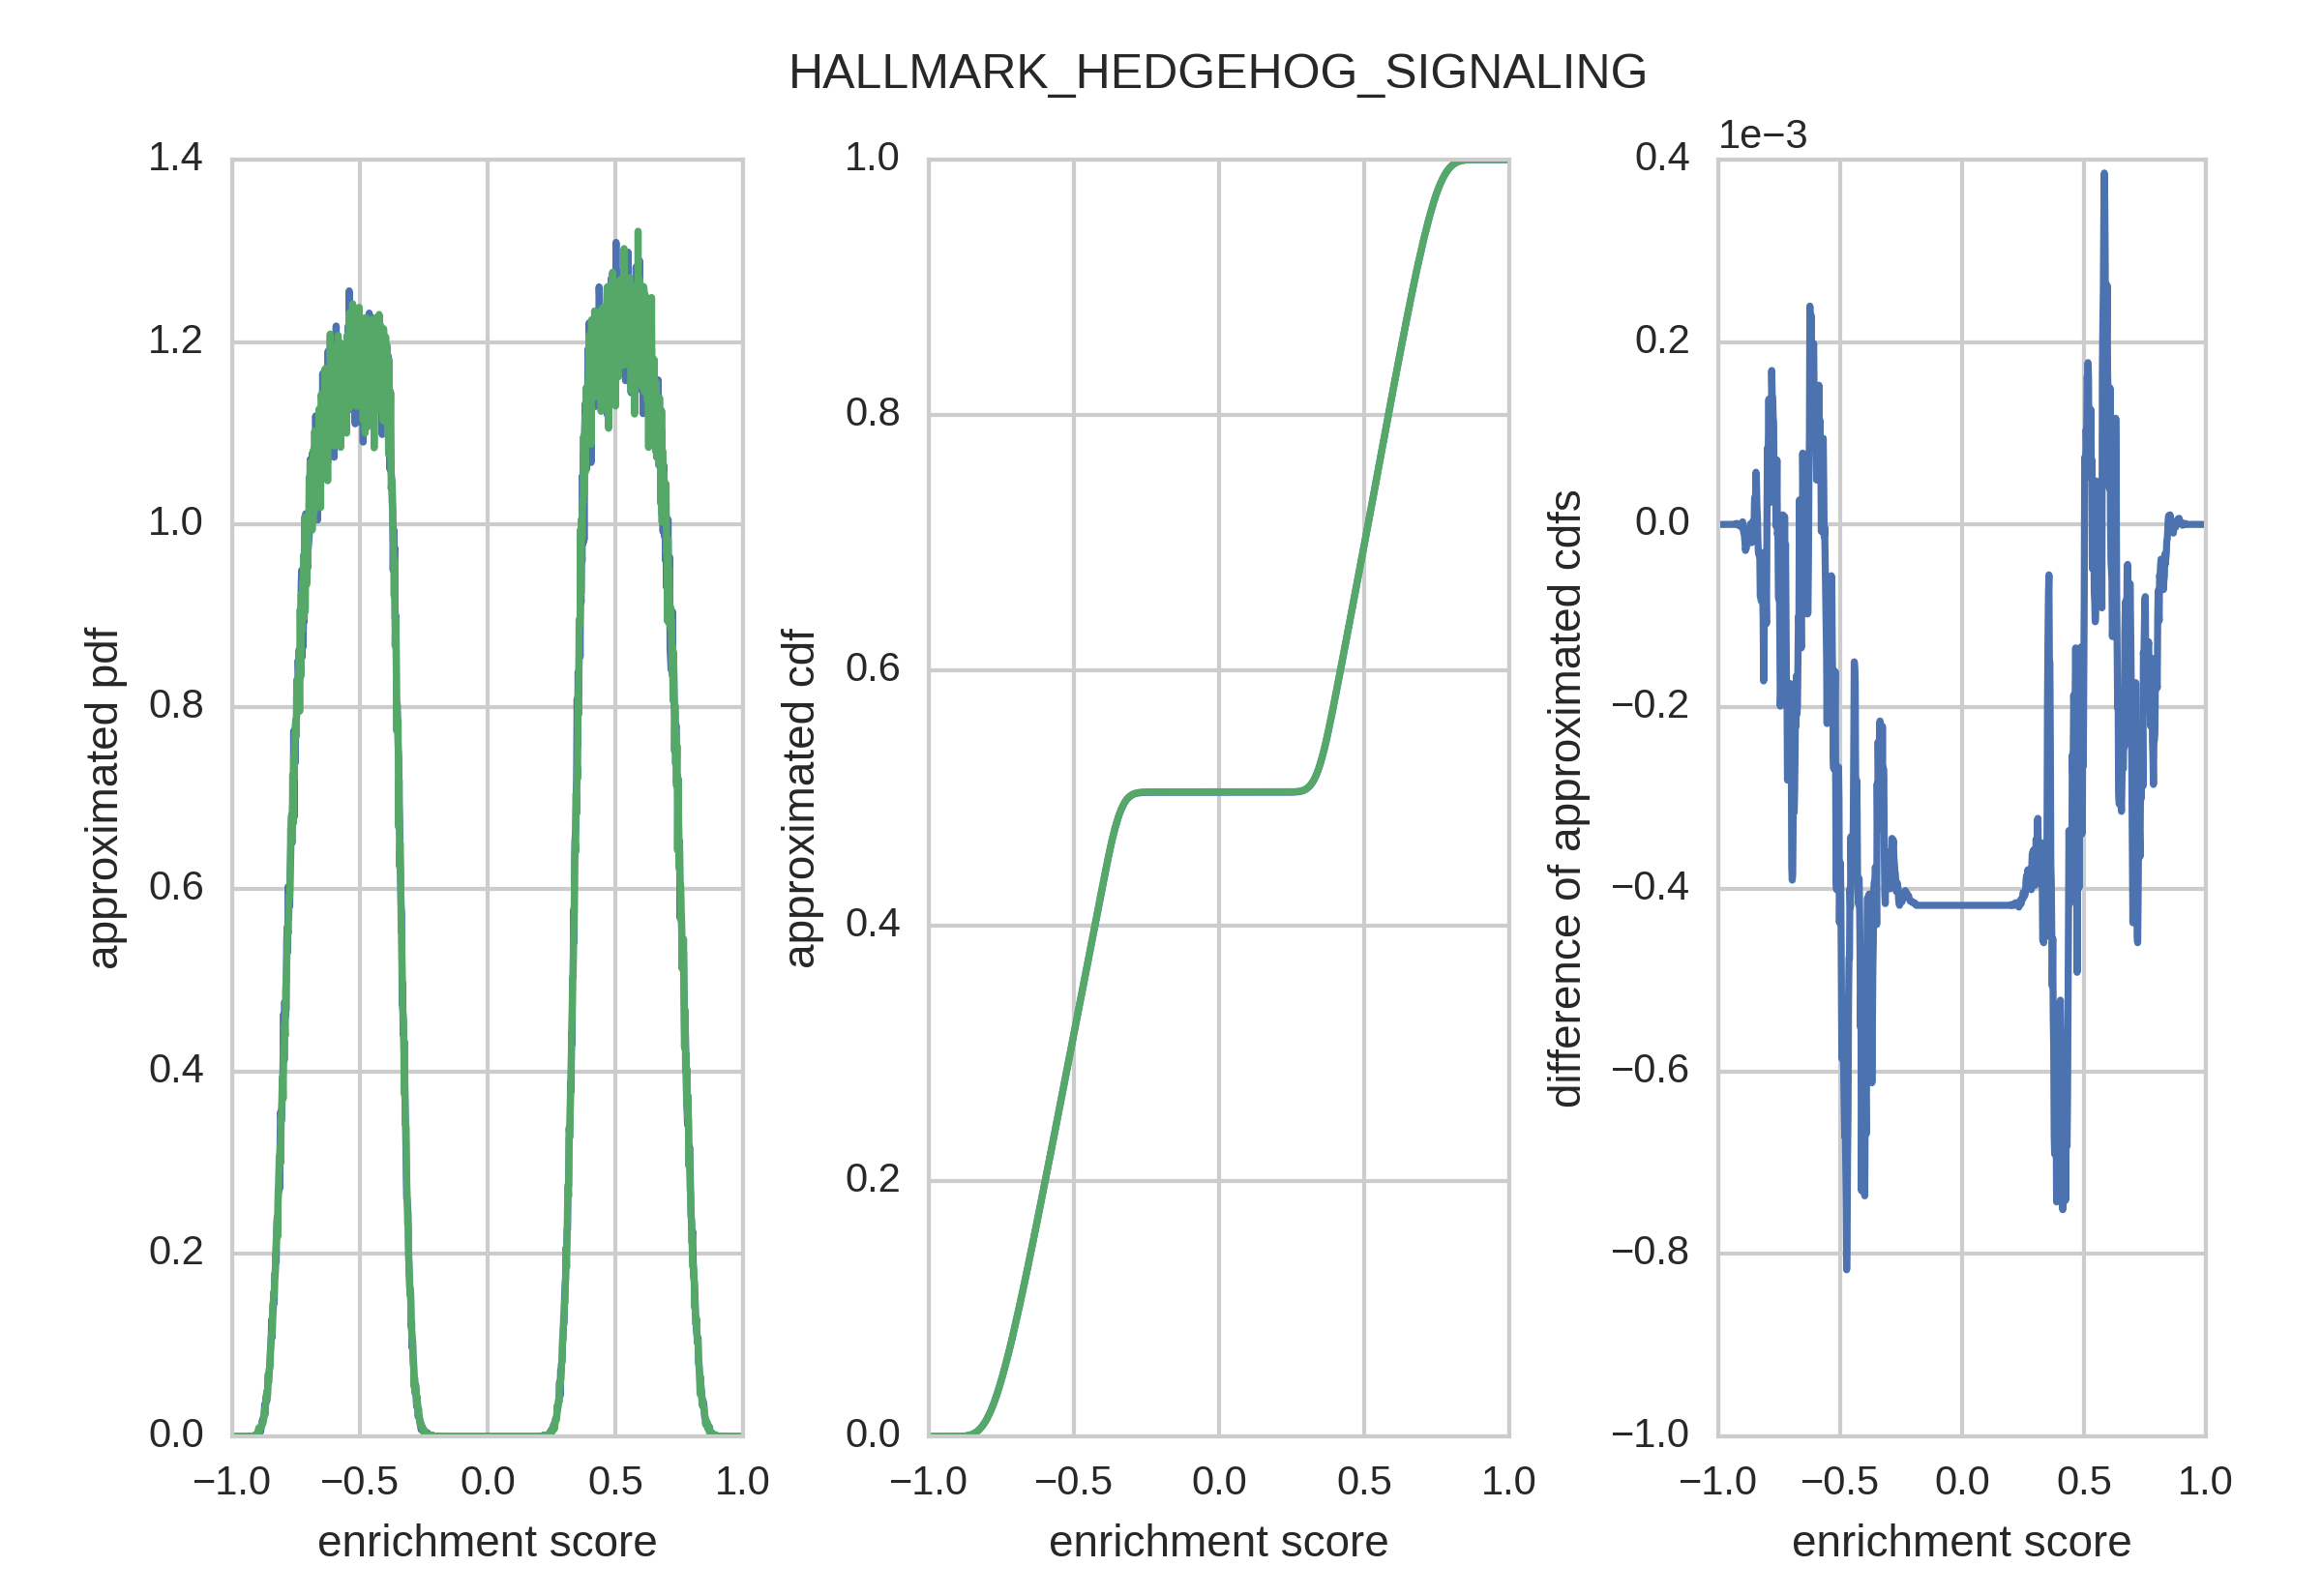 HALLMARK_HEDGEHOG_SIGNALING
approximated pdf
1.4
1.2
1.0
0.8
0.6
0.4
0.2
0.0
−1.0 −0.5 0.0 0.5 1.0
enrichment score
approximated cdf
1.0
0.8
0.6
0.4
0.2
0.0
−1.0 −0.5 0.0 0.5 1.0
enrichment score
difference of approximated cdfs
1e−3
0.4
0.2
0.0
−0.2
−0.4
−0.6
−0.8
−1.0
−1.0 −0.5 0.0 0.5 1.0
enrichment score